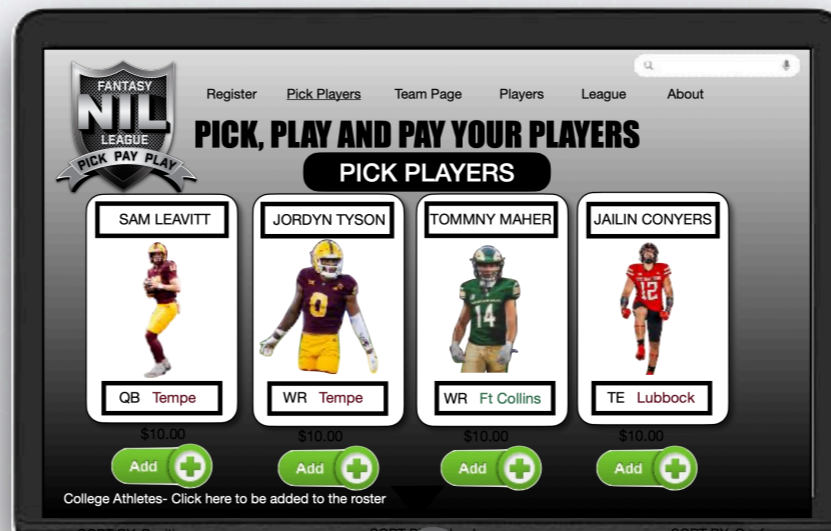 FANTASY
NIL
LEAGUE
PICK PAY PLAY
Register Pick Players Team Page Players League About
PICK, PLAY AND PAY YOUR PLAYERS
PICK PLAYERS
SAM LEAVITT JORDYN TYSON TOMMNY MAHER JAILIN CONYERS
0
14
12
QB Tempe WR Tempe WR Ft Collins TE Lubbock
$10.00 $10.00 $10.00 $10.00
Add Add Add Add
College Athletes- Click here to be added to the roster